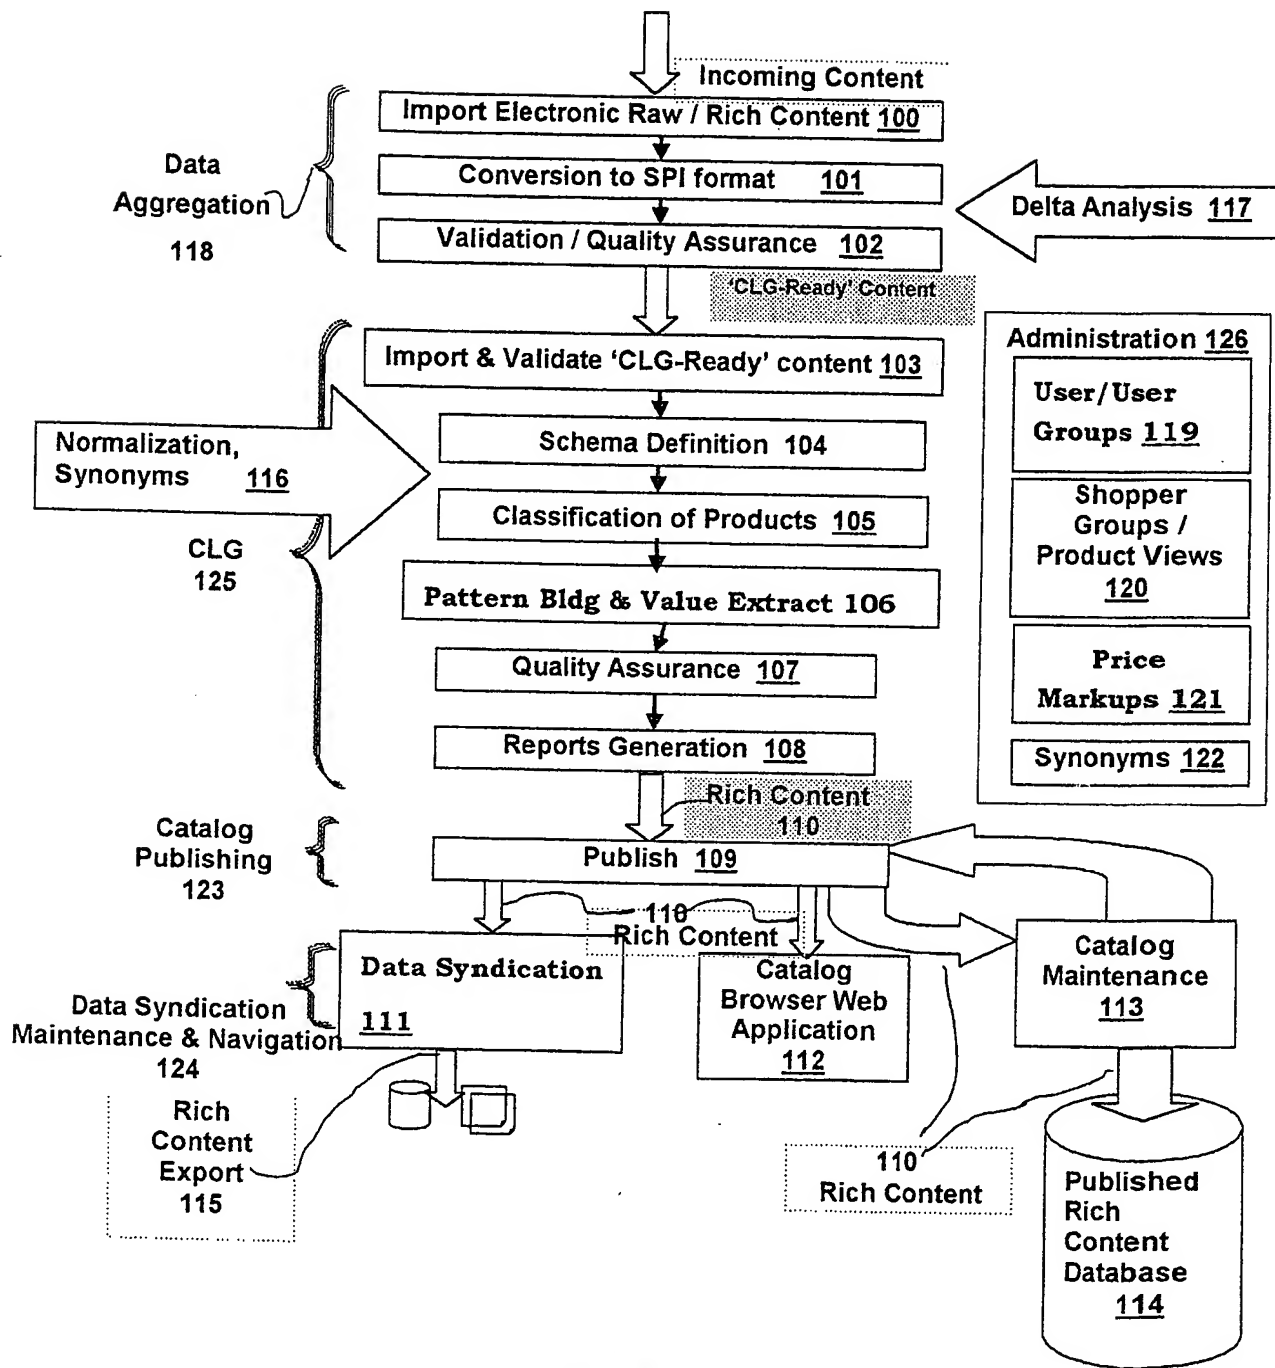 Incoming Content
Import Electronic Raw / Rich Content 100
Conversion to SPI format 101
Validation / Quality Assurance 102
Data
Aggregation
118
Delta Analysis 117
'CLG-Ready' Content
Import & Validate 'CLG-Ready' content 103
Schema Definition 104
Classification of Products 105
Pattern Bldg & Value Extract 106
Quality Assurance 107
Reports Generation 108
Normalization,
Synonyms 116
CLG
125
Administration 126
User/User
Groups 119
Shopper
Groups /
Product Views
120
Price
Markups 121
Synonyms 122
Rich Content
110
Catalog
Publishing
123
Publish 109
110
Rich Content
Data Syndication
111
Catalog
Browser Web
Application
112
Catalog
Maintenance
113
Data Syndication
Maintenance & Navigation
124
Rich
Content
Export
115
110
Rich Content
Published
Rich
Content
Database
114